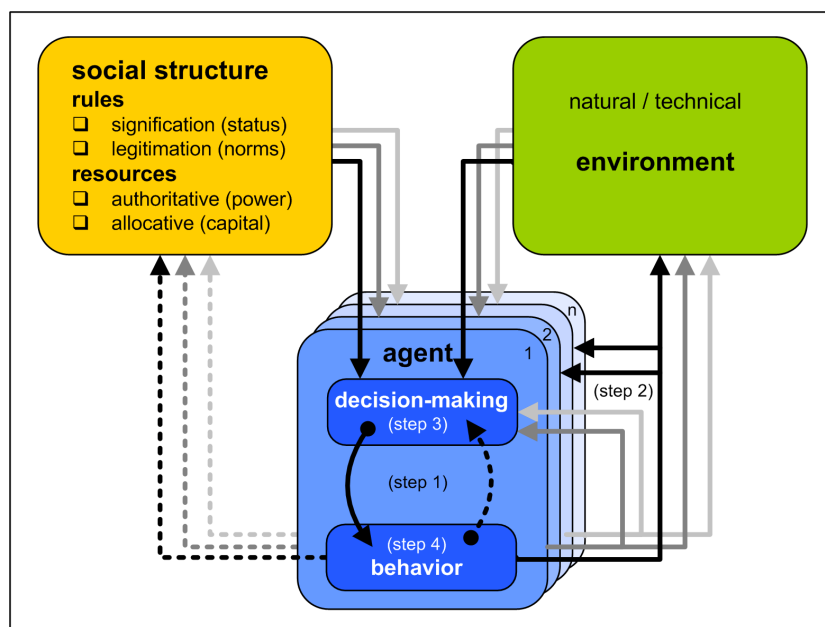 social structure
rules
❑ signification (status)
❑ legitimation (norms)
resources
❑ authoritative (power)
❑ allocative (capital)
natural / technical
environment
n
2
1
agent
decision-making
(step 3)
(step 2)
(step 1)
(step 4)
behavior